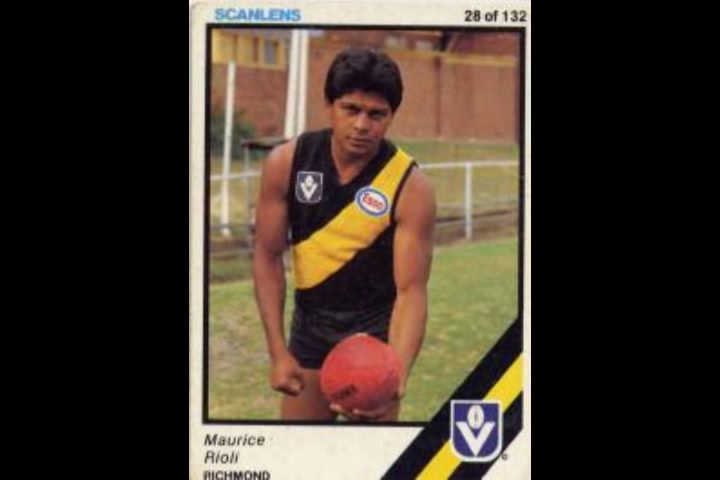 SCANLENS
28 of 132
Esso
Maurice
Rioli
RICHMOND